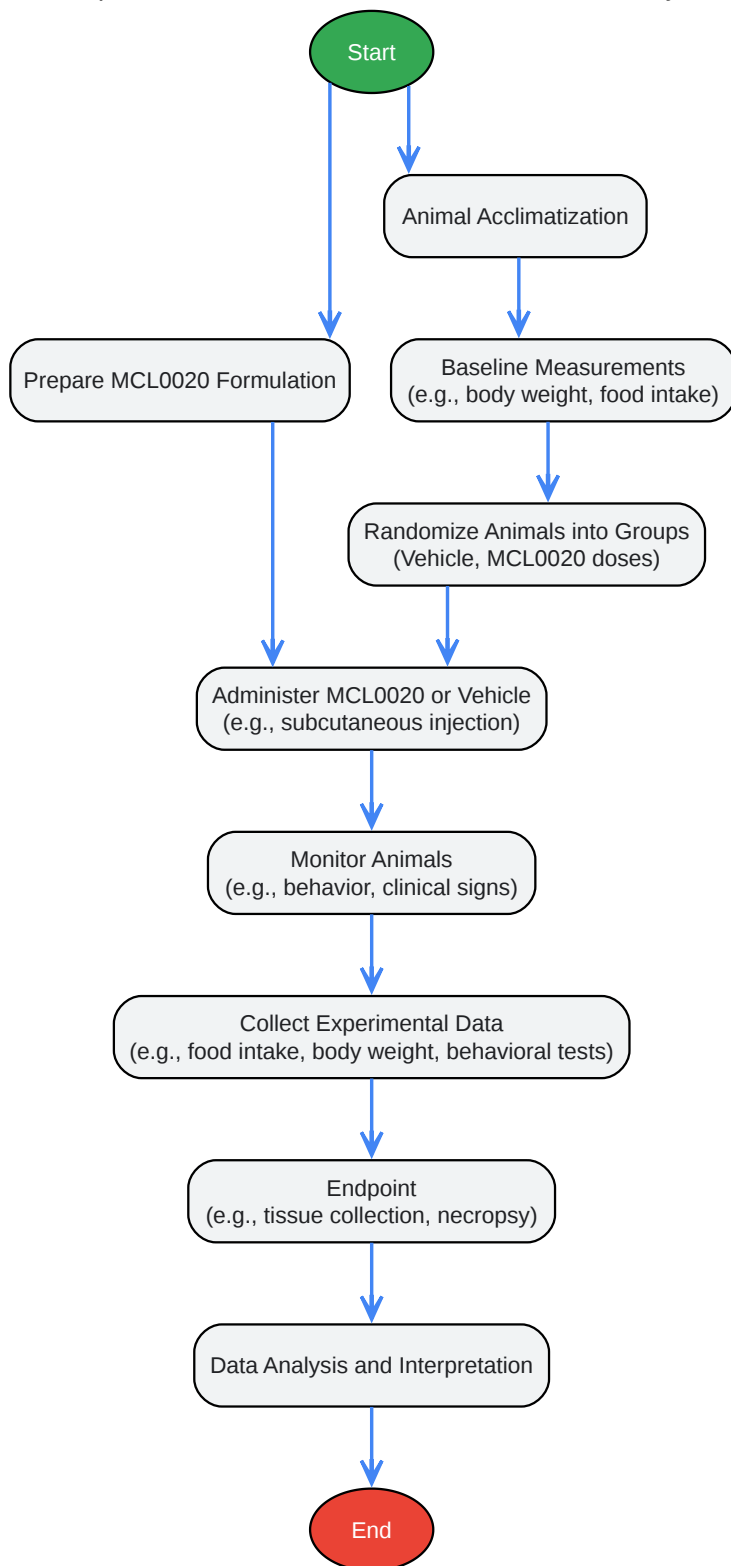 Start
Animal Acclimatization
Prepare MCL0020 Formulation
Baseline Measurements
(e.g., body weight, food intake)
Randomize Animals into Groups
(Vehicle, MCL0020 doses)
Administer MCL0020 or Vehicle
(e.g., subcutaneous injection)
Monitor Animals
(e.g., behavior, clinical signs)
Collect Experimental Data
(e.g., food intake, body weight, behavioral tests)
Endpoint
(e.g., tissue collection, necropsy)
Data Analysis and Interpretation
End